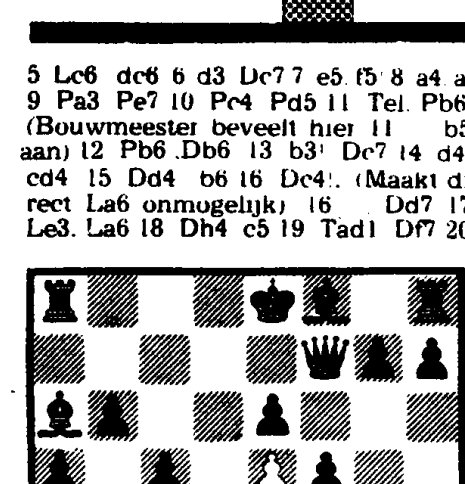 5 Lc6 dc6 6 d3 Dc7 7 e5 f5 8 a4 a
9 Pa3 Pe7 10 Pc4 Pd5 11 Te1 Pb6
(Bouwmeester beveelt hier 11 b5
aan) 12 Pb6 Db6 13 b3! Dc7 14 d4
cd4 15 Dd4 b6 16 Dc4! (Maakt di
rect La6 onmogelijk) 16 Dd7 17
Le3 La6 18 Dh4 c5 19 Tad1 Df7 20